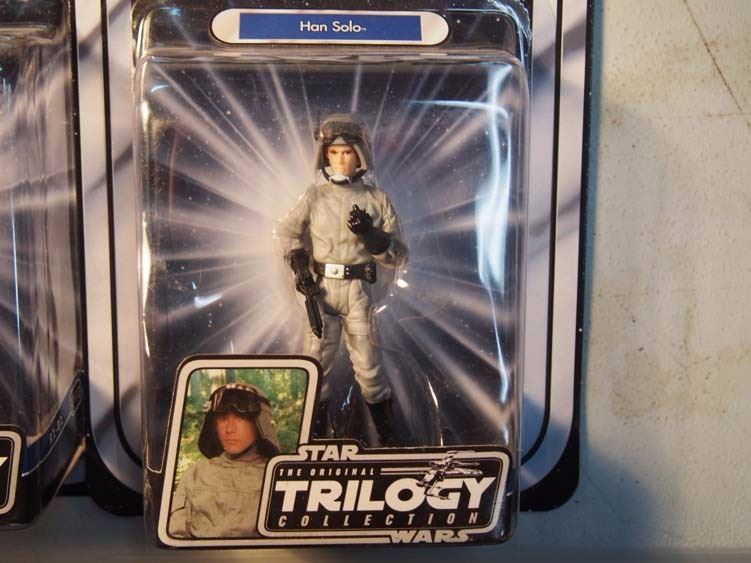 Han Solo™
STAR
THE ORIGINAL
TRILOGY
COLLECTION
WARS